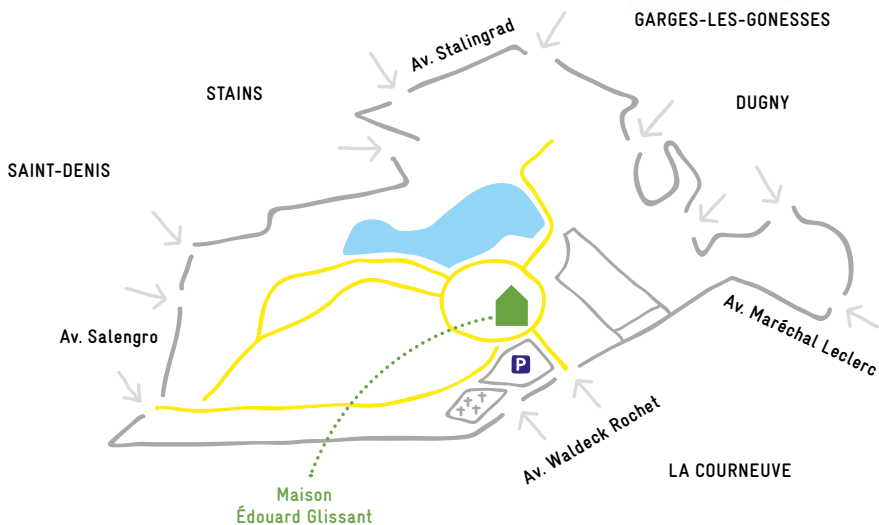 GARGES-LES-GONESSES
Av. Stalingrad
STAINS
DUGNY
SAINT-DENIS
Av. Salengro
Av. Maréchal Leclerc
P
Av. Waldeck Rochet
LA COURNEUVE
Maison
Édouard Glissant